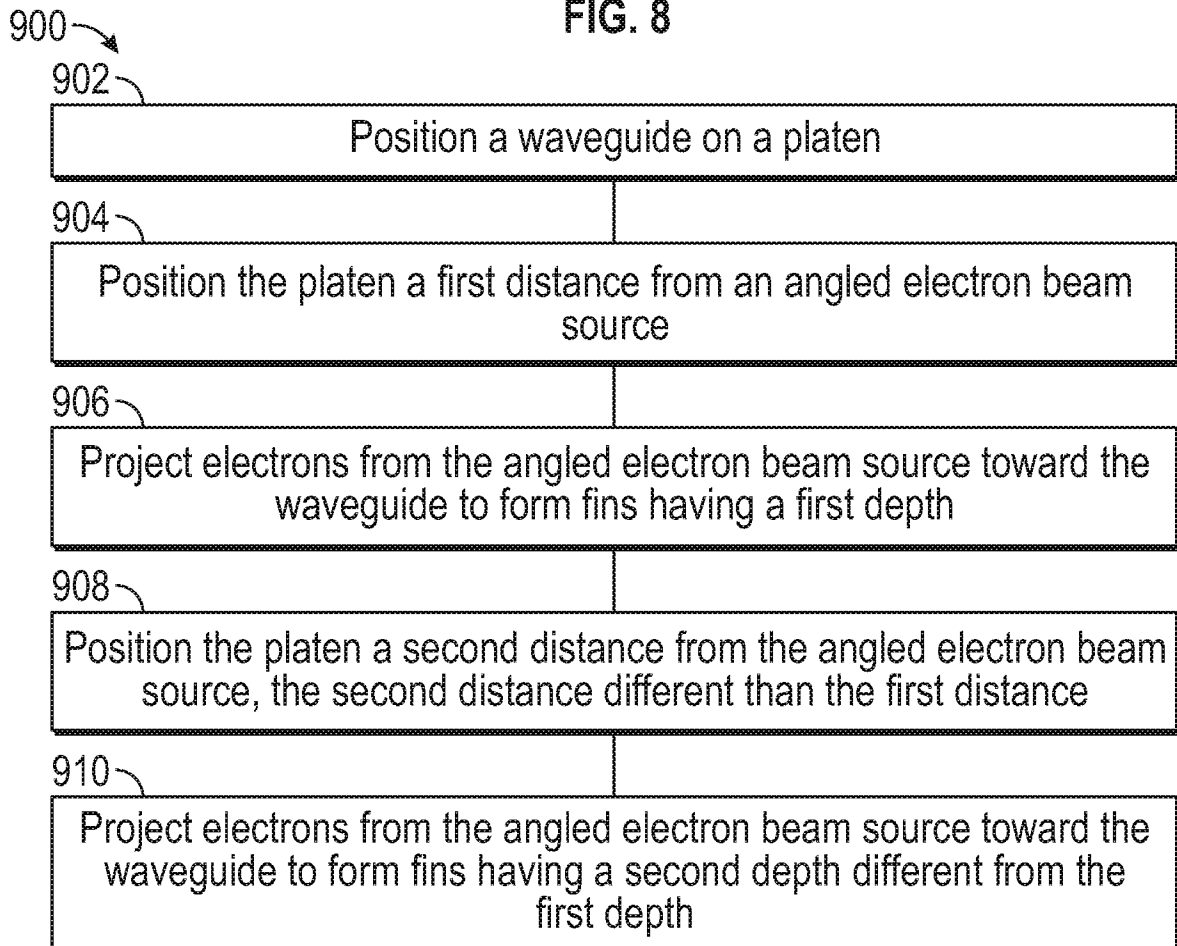 FIG. 8
900
902
Position a waveguide on a platen
904
Position the platen a first distance from an angled electron beam
source
906
Project electrons from the angled electron beam source toward the
waveguide to form fins having a first depth
908
Position the platen a second distance from the angled electron beam
source, the second distance different than the first distance
910
Project electrons from the angled electron beam source toward the
waveguide to form fins having a second depth different from the
first depth